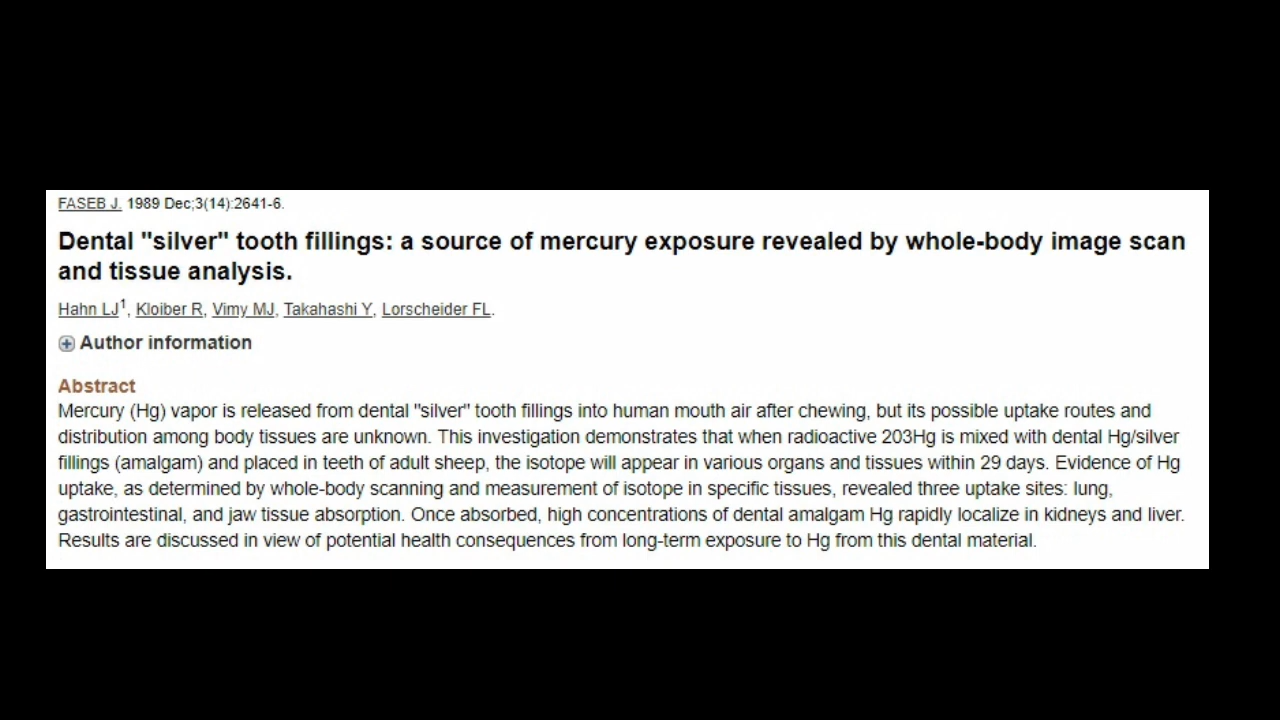 FASEB J. 1989 Dec;3(14):2641-6.
Dental "silver" tooth fillings: a source of mercury exposure revealed by whole-body image scan
and tissue analysis.
Hahn LJ1, Kloiber R, Vimy MJ, Takahashi Y, Lorscheider FL.
Author information
Abstract
Mercury (Hg) vapor is released from dental "silver" tooth fillings into human mouth air after chewing, but its possible uptake routes and
distribution among body tissues are unknown. This investigation demonstrates that when radioactive 203Hg is mixed with dental Hg/silver
fillings (amalgam) and placed in teeth of adult sheep, the isotope will appear in various organs and tissues within 29 days. Evidence of Hg
uptake, as determined by whole-body scanning and measurement of isotope in specific tissues, revealed three uptake sites: lung,
gastrointestinal, and jaw tissue absorption. Once absorbed, high concentrations of dental amalgam Hg rapidly localize in kidneys and liver.
Results are discussed in view of potential health consequences from long-term exposure to Hg from this dental material.